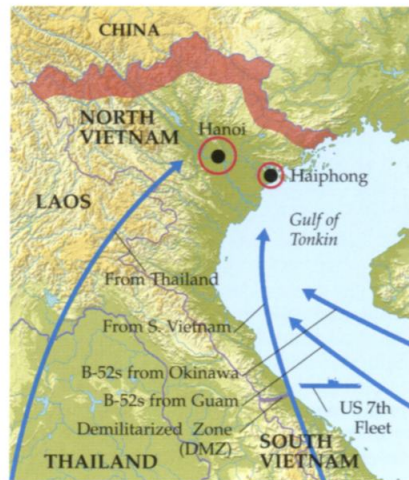 CHINA
NORTH
VIETNAM
Hanoi
Haiphong
LAOS
Gulf of
Tonkin
From Thailand
From S. Vietnam
B-52s from Okinawa
B-52s from Guam
US 7th
Fleet
Demilitarized Zone
(DMZ)
SOUTH
VIETNAM
THAILAND